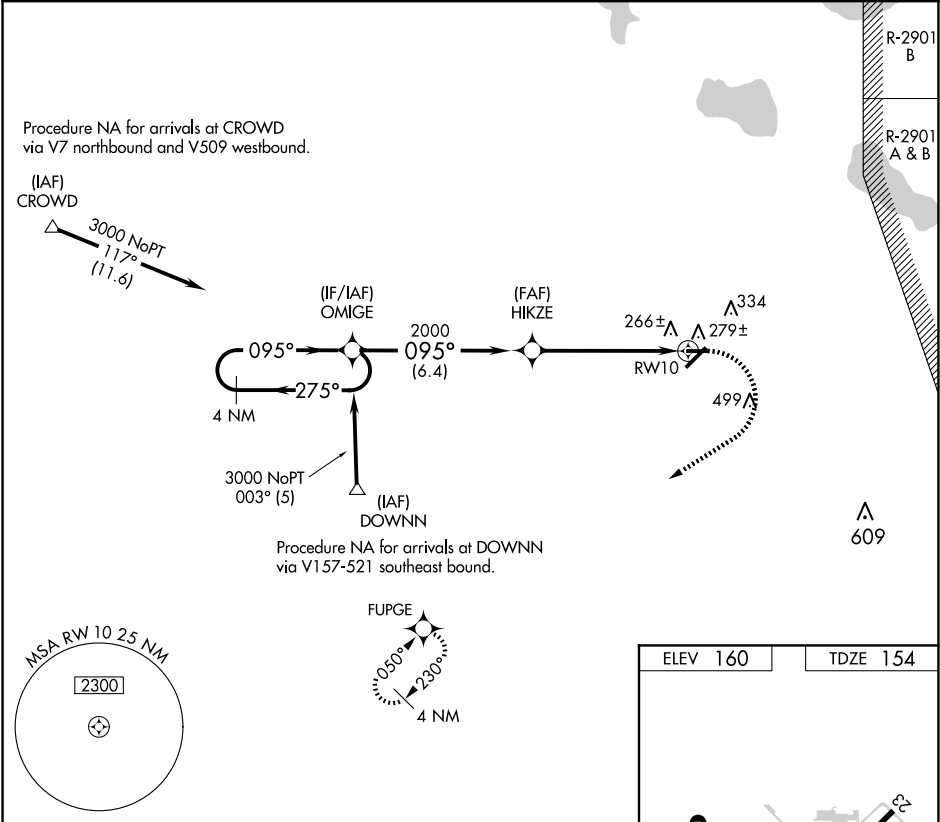 R-2901
B
R-2901
A & B
Procedure NA for arrivals at CROWD
via V7 northbound and V509 westbound.
(IAF)
CROWD
3000 NoPT
117°
(11.6)
(IF/IAF)
OMIGE
(FAF)
HIKZE
334
266±
279±
2000
095°
095°
(6.4)
RW10
275°
4 NM
499
3000 NoPT
003° (5)
(IAF)
DOWNN
609
Procedure NA for arrivals at DOWNN
via V157-521 southeast bound.
FUPGE
050°
230°
4 NM
MSA RW 10 25 NM
2300
ELEV 160
TDZE 154
23